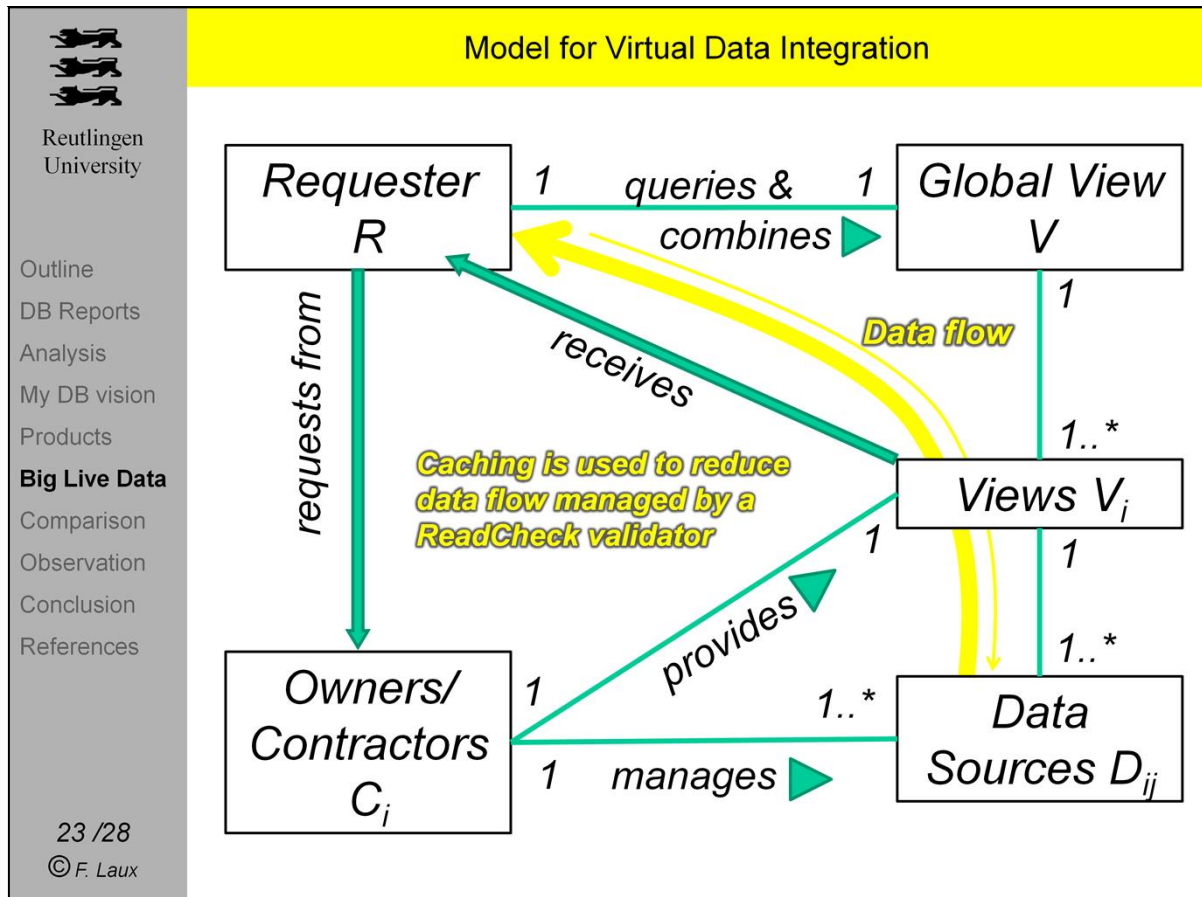 Reutlingen
University
Outline
DB Reports
Analysis
My DB vision
Products
Big Live Data
Comparison
Observation
Conclusion
References
23 /28
© F. Laux
Model for Virtual Data Integration
Requester
R
1
queries &
combines
1
Global View
V
1
Data flow
receives
requests from
1..*
Caching is used to reduce
data flow managed by a
ReadCheck validator
Views Vᵢ
1
1
provides
1..*
Owners/
Contractors
Cᵢ
1
1..*
1
manages
Data
Sources Dᵢⱼ